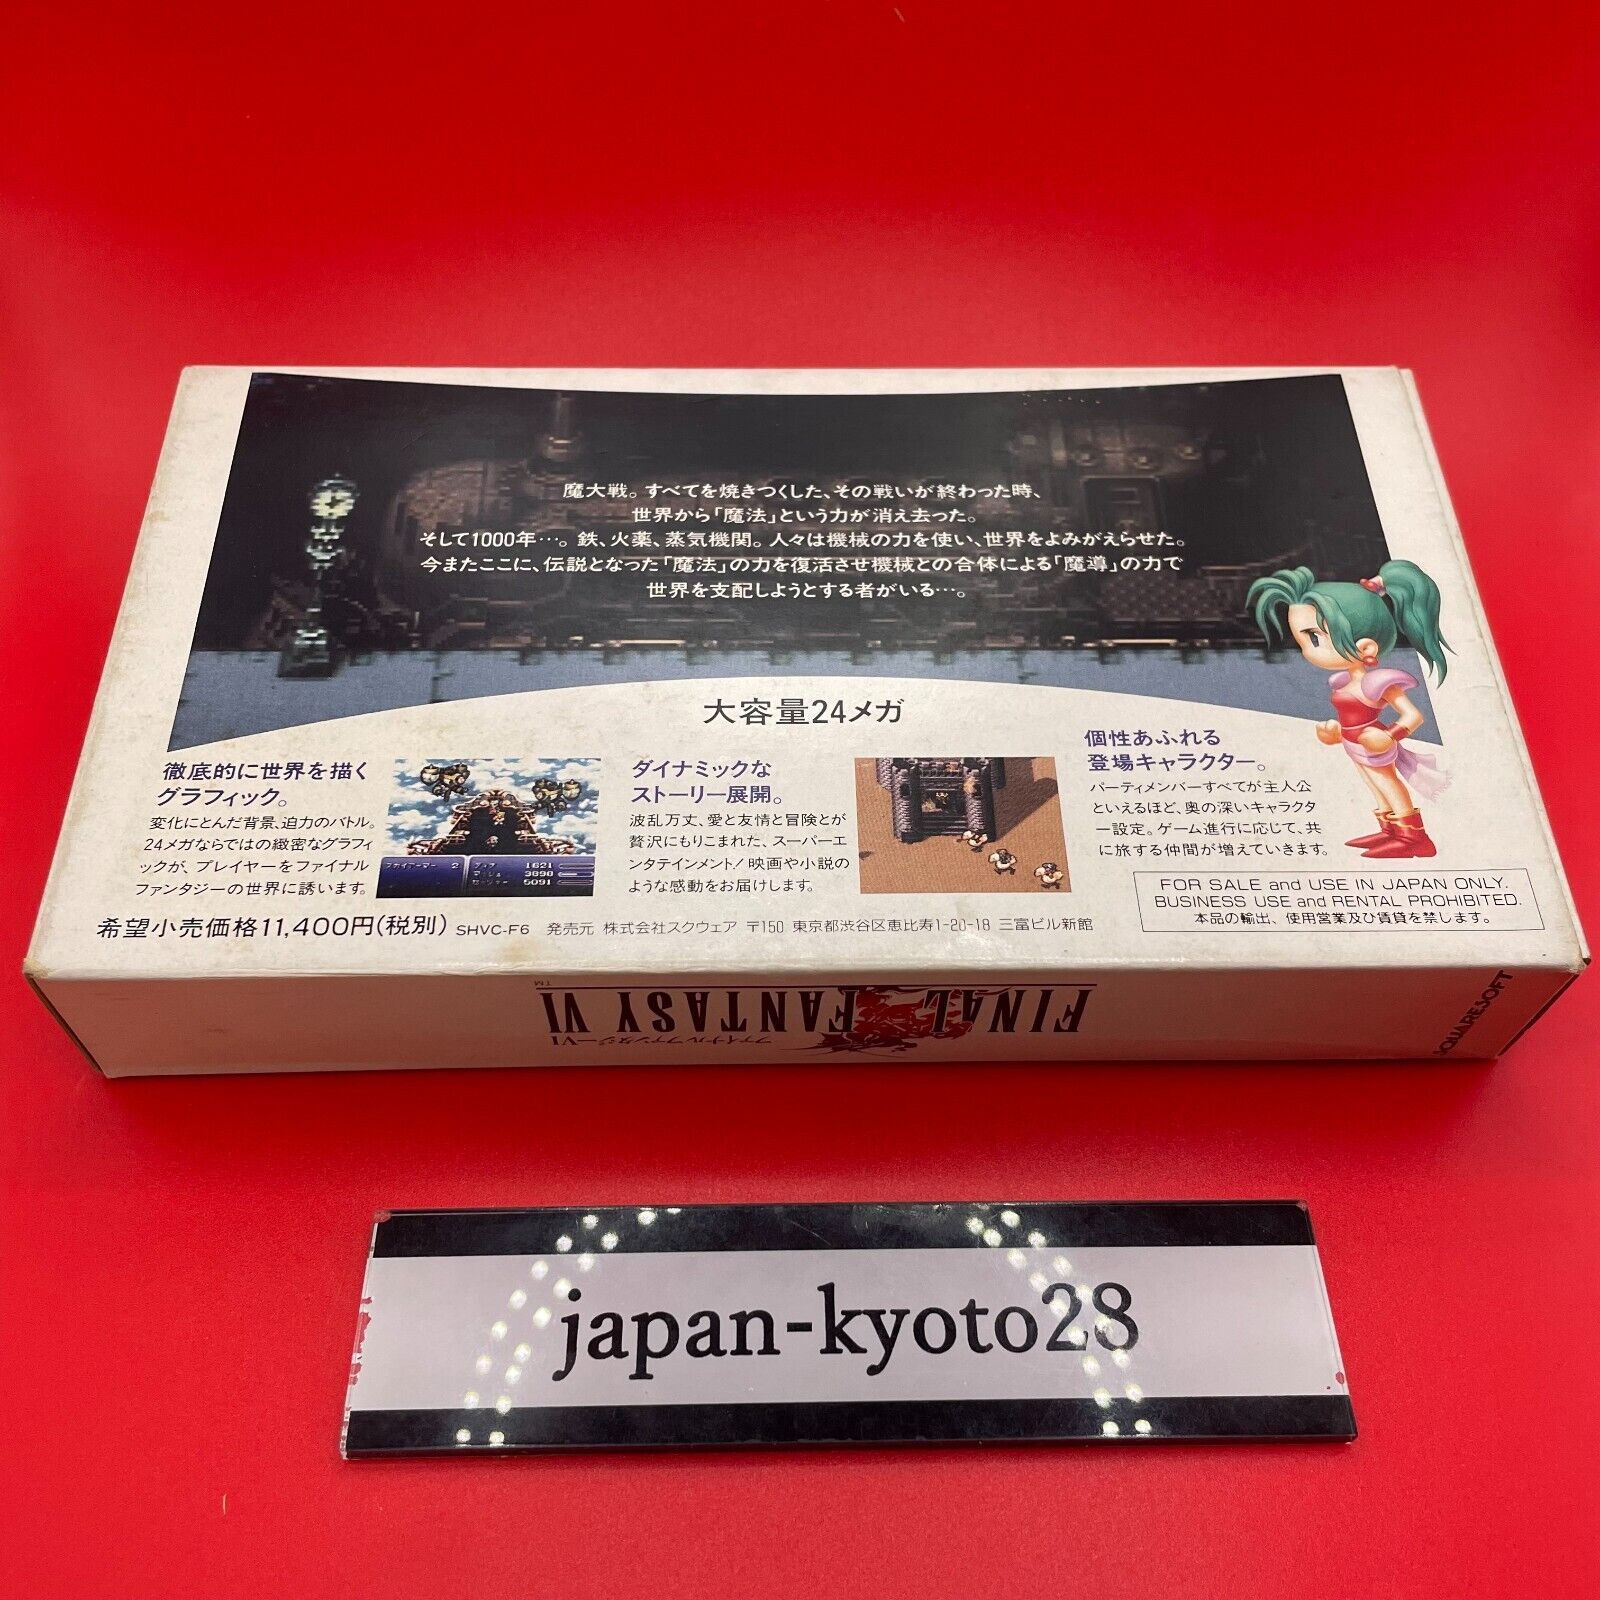 魔大戦。すべてを焼きつくした、その戦いが終わった時、
世界から「魔法」という力が消え去った。
そして1000年…。鉄、火薬、蒸気機関。人々は機械の力を使い、世界をよみがえらせた。
今またここに、伝説となった「魔法」の力を復活させ機械との合体による「魔導」の力で
世界を支配しようとする者がいる…。
大容量24メガ
徹底的に世界を描く
グラフィック。
変化にとんだ背景、迫力のバトル。
24メガならではの緻密なグラフィ
ックが、プレイヤーをファイナル
ファンタジーの世界に誘います。
ファイアーアーマー 2
1621
3898
5091
ダイナミックな
ストーリー展開。
波乱万丈、愛と友情と冒険とが
贅沢にもりこまれた、スーパーエ
ンタテインメント!映画や小説の
ような感動をお届けします。
個性あふれる
登場キャラクター。
パーティメンバーすべてが主人公
といえるほど、奥の深いキャラクタ
ー設定。ゲーム進行に応じて、共
に旅する仲間が増えていきます。
FOR SALE and USE IN JAPAN ONLY.
BUSINESS USE and RENTAL PROHIBITED.
本品の輸出、使用営業及び賃貸を禁じます。
希望小売価格11,400円(税別) SHVC-F6 発売元 株式会社スクウェア 〒150 東京都渋谷区恵比寿1-20-18 三富ビル新館
FINAL FANTASY VI™
ファイナルファンタジーVI
SQUARESOFT
japan-kyoto28